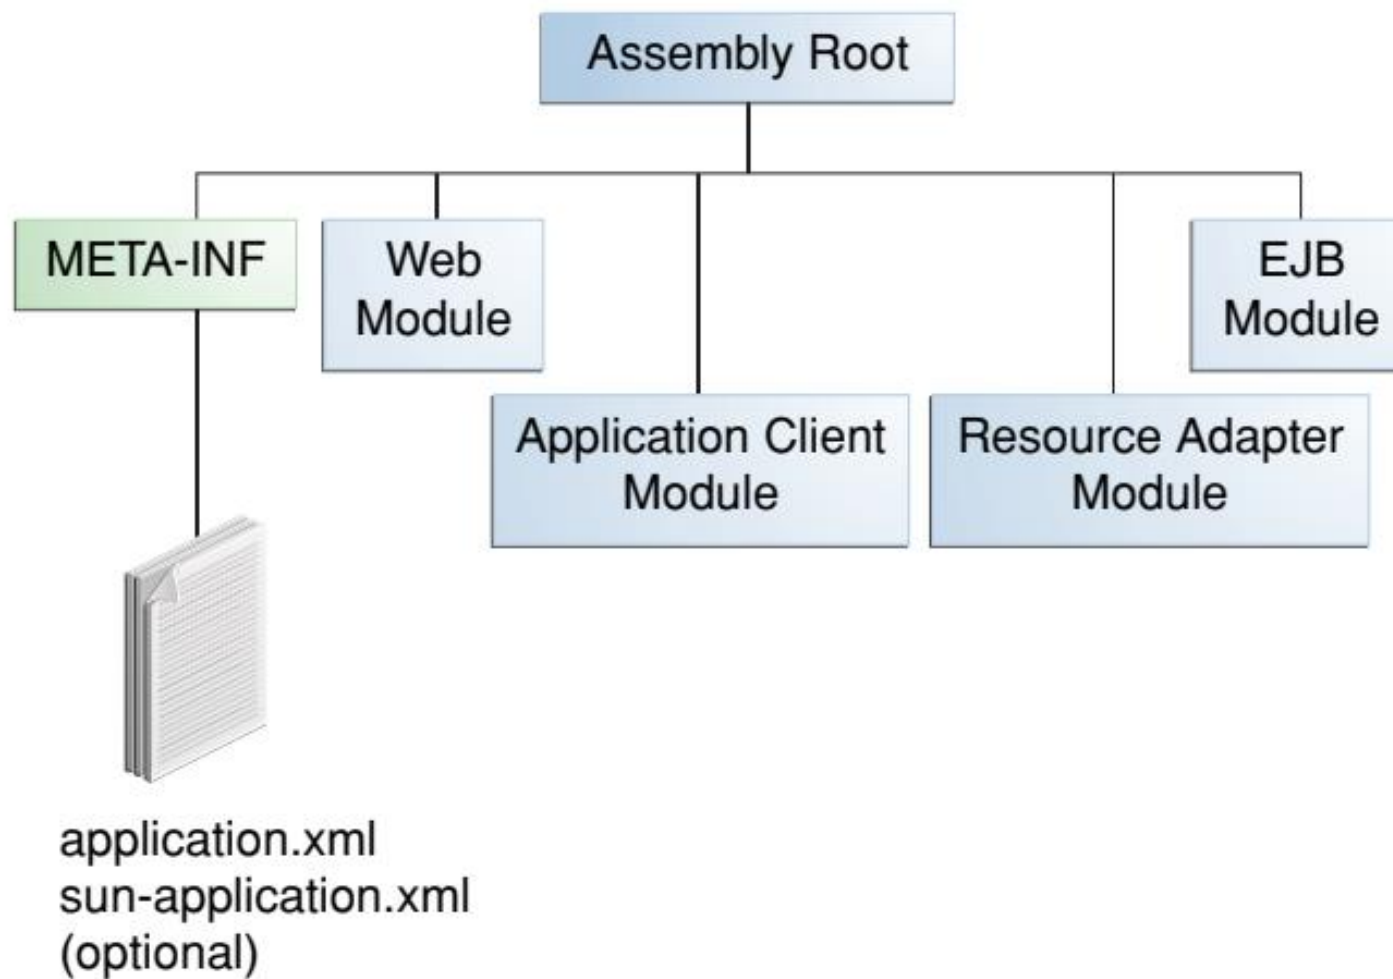 Assembly Root
META-INF
Web
Module
EJB
Module
Application Client
Module
Resource Adapter
Module
application.xml
sun-application.xml
(optional)